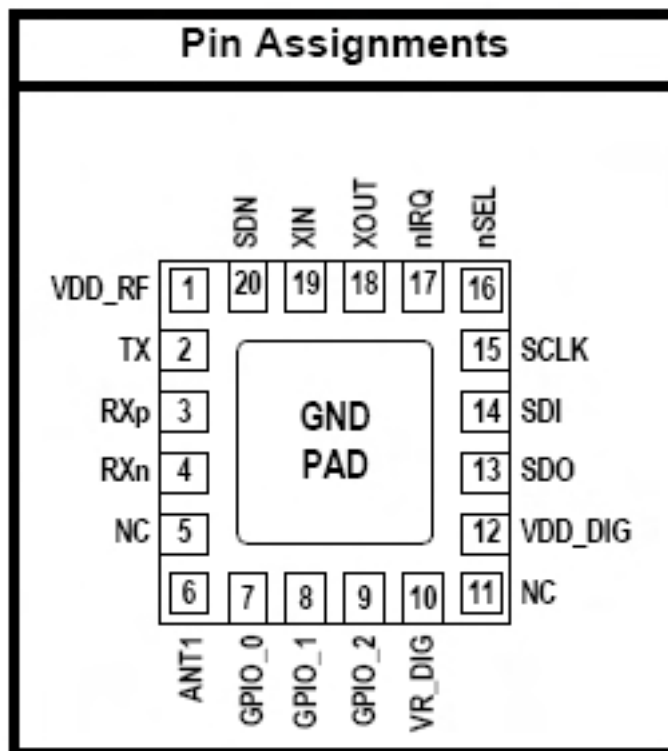 Pin Assignments
SDN XIN XOUT nIRQ nSEL
VDD_RF 1 20 19 18 17 16
TX 2 15 SCLK
RXp 3 GND 14 SDI
RXn 4 PAD 13 SDO
NC 5 12 VDD_DIG
6 7 8 9 10 11 NC
ANT1 GPIO_0 GPIO_1 GPIO_2 VR_DIG